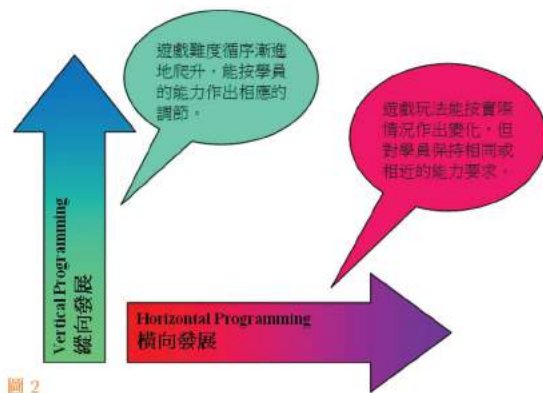 遊戲難度循序漸進
地爬升，能按學員
的能力作出相應的
調節。
遊戲玩法能按實際
情況作出變化，但
對學員保持相同或
相近的能力要求。
Vertical Programming
縱向發展
Horizontal Programming
橫向發展
圖 2